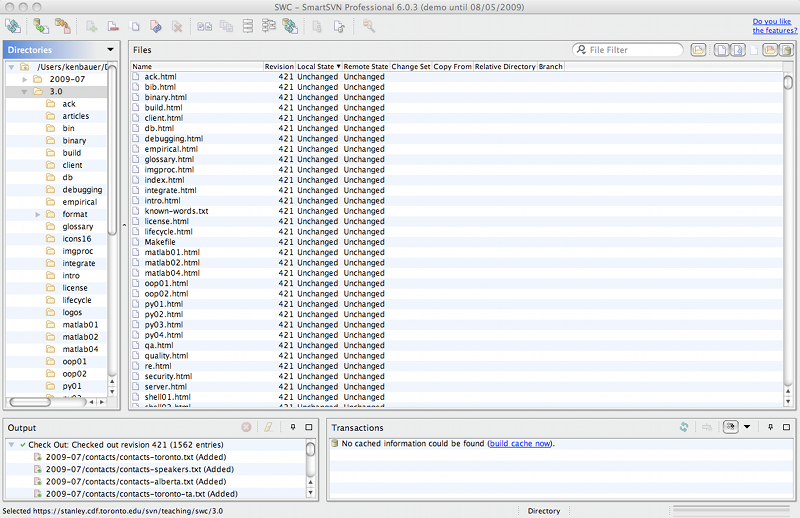 SWC - SmartSVN Professional 6.0.3 (demo until 08/05/2009)
Do you like
the features?
Directories
Files
File Filter
/Users/kenbauer/D
2009-07
3.0
ack
articles
bin
binary
build
client
db
debugging
empirical
format
glossary
icons16
imgproc
integrate
intro
license
lifecycle
logos
matlab01
matlab02
matlab04
oop01
oop02
py01
Name Revision Local State Remote State Change Set Copy From Relative Directory Branch
ack.html 421 Unchanged Unchanged
bib.html 421 Unchanged Unchanged
binary.html 421 Unchanged Unchanged
build.html 421 Unchanged Unchanged
client.html 421 Unchanged Unchanged
db.html 421 Unchanged Unchanged
debugging.html 421 Unchanged Unchanged
empirical.html 421 Unchanged Unchanged
glossary.html 421 Unchanged Unchanged
imgproc.html 421 Unchanged Unchanged
index.html 421 Unchanged Unchanged
integrate.html 421 Unchanged Unchanged
intro.html 421 Unchanged Unchanged
known-words.txt 421 Unchanged Unchanged
license.html 421 Unchanged Unchanged
lifecycle.html 421 Unchanged Unchanged
Makefile 421 Unchanged Unchanged
matlab01.html 421 Unchanged Unchanged
matlab02.html 421 Unchanged Unchanged
matlab04.html 421 Unchanged Unchanged
oop01.html 421 Unchanged Unchanged
oop02.html 421 Unchanged Unchanged
py01.html 421 Unchanged Unchanged
py02.html 421 Unchanged Unchanged
py03.html 421 Unchanged Unchanged
py04.html 421 Unchanged Unchanged
qa.html 421 Unchanged Unchanged
quality.html 421 Unchanged Unchanged
re.html 421 Unchanged Unchanged
security.html 421 Unchanged Unchanged
server.html 421 Unchanged Unchanged
shell01.html 421 Unchanged Unchanged
Output
Check Out: Checked out revision 421 (1562 entries)
2009-07/contacts/contacts-toronto.txt (Added)
2009-07/contacts/contacts-speakers.txt (Added)
2009-07/contacts/contacts-alberta.txt (Added)
2009-07/contacts/contacts-toronto-ta.txt (Added)
Transactions
No cached information could be found (build cache now).
Selected https://stanley.cdf.toronto.edu/svn/teaching/swc/3.0
Directory